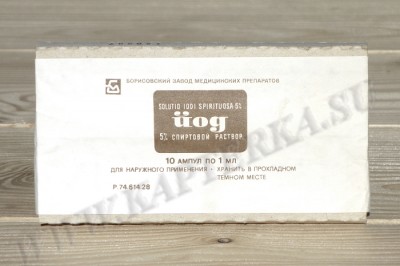 БОРИСОВСКИЙ ЗАВОД МЕДИЦИНСКИХ ПРЕПАРАТОВ
SOLUTIO IODI SPIRITUOSA 5%
йод
5% СПИРТОВОЙ РАСТВОР
10 АМПУЛ ПО 1 МЛ
ДЛЯ НАРУЖНОГО ПРИМЕНЕНИЯ • ХРАНИТЬ В ПРОХЛАДНОМ
ТЕМНОМ МЕСТЕ
Р 74.614.28
WWW.KAPTERKA.SU